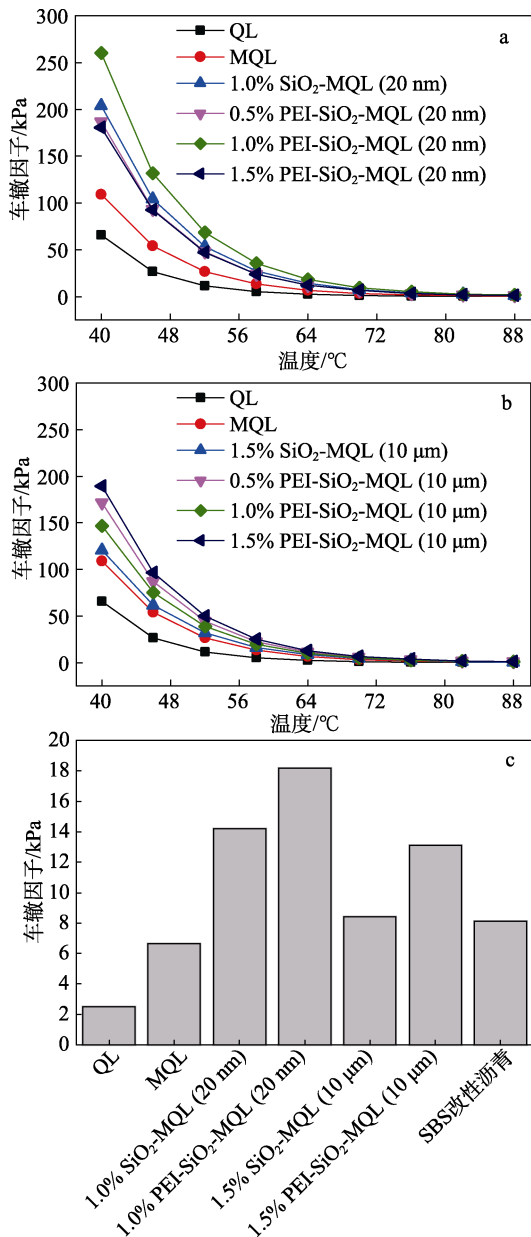 a
300
250
200
150
100
50
0
车辙因子/kPa
QL
MQL
1.0% SiO₂-MQL (20 nm)
0.5% PEI-SiO₂-MQL (20 nm)
1.0% PEI-SiO₂-MQL (20 nm)
1.5% PEI-SiO₂-MQL (20 nm)
40 48 56 64 72 80 88
温度/℃
b
300
250
200
150
100
50
0
车辙因子/kPa
QL
MQL
1.5% SiO₂-MQL (10 μm)
0.5% PEI-SiO₂-MQL (10 μm)
1.0% PEI-SiO₂-MQL (10 μm)
1.5% PEI-SiO₂-MQL (10 μm)
40 48 56 64 72 80 88
温度/℃
c
20
18
16
14
12
10
8
6
4
2
0
车辙因子/kPa
QL
MQL
1.0% SiO₂-MQL (20 nm)
1.0% PEI-SiO₂-MQL (20 nm)
1.5% SiO₂-MQL (10 μm)
1.5% PEI-SiO₂-MQL (10 μm)
SBS改性沥青